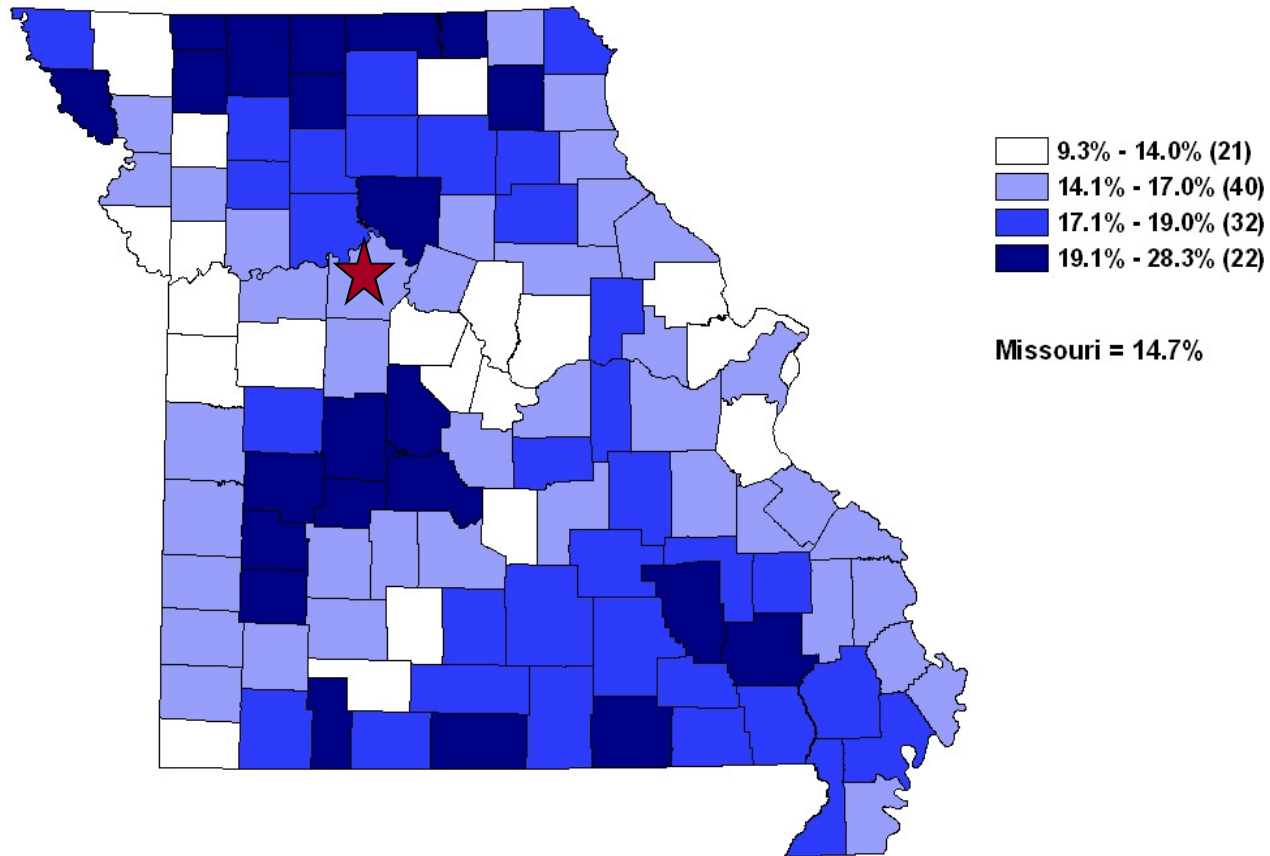 9.3% - 14.0% (21)
14.1% - 17.0% (40)
17.1% - 19.0% (32)
19.1% - 28.3% (22)
Missouri = 14.7%